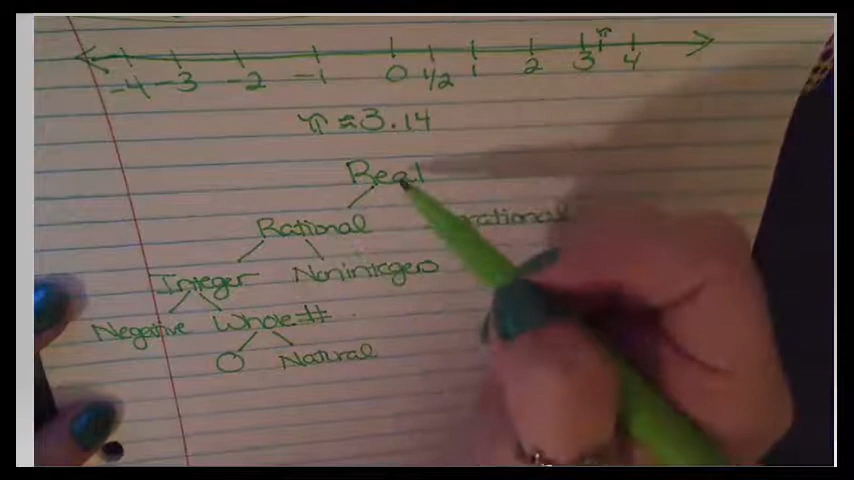 -4 -3 -2 -1 0 1/2 1 2 3 π 4
π ≈ 3.14
Real
Rational
Integer Nonintegers
Negative Whole #
0 Natural